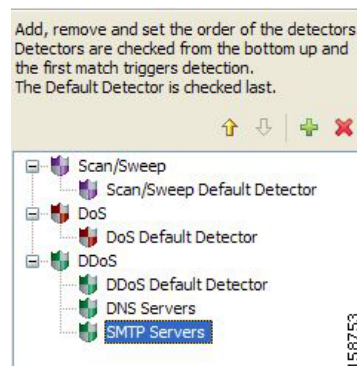 Add, remove and set the order of the detectors
Detectors are checked from the bottom up and
the first match triggers detection.
The Default Detector is checked last.
Scan/Sweep
Scan/Sweep Default Detector
DoS
DoS Default Detector
DDoS
DDoS Default Detector
DNS Servers
SMTP Servers
158753